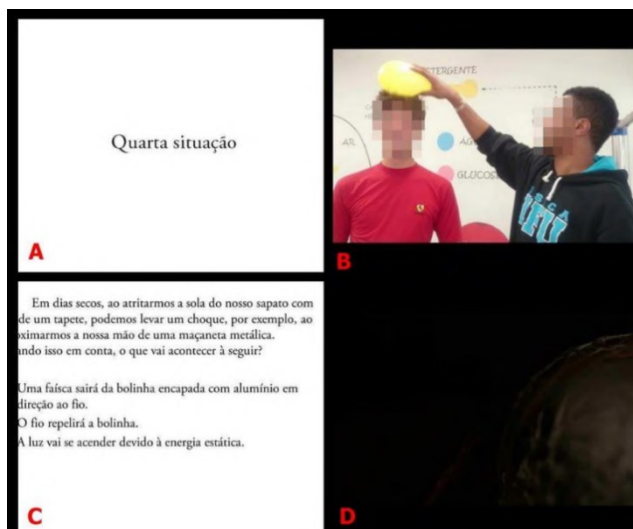 Quarta situação
A
STERGENTE
AR
GLUCOSE
UFU
B
Em dias secos, ao atritarmos a sola do nosso sapato com
de um tapete, podemos levar um choque, por exemplo, ao
oximarmos a nossa mão de uma maçaneta metálica.
ando isso em conta, o que vai acontecer à seguir?
Uma faísca sairá da bolinha encapada com alumínio em
direção ao fio.
O fio repelirá a bolinha.
A luz vai se acender devido à energia estática.
C
D